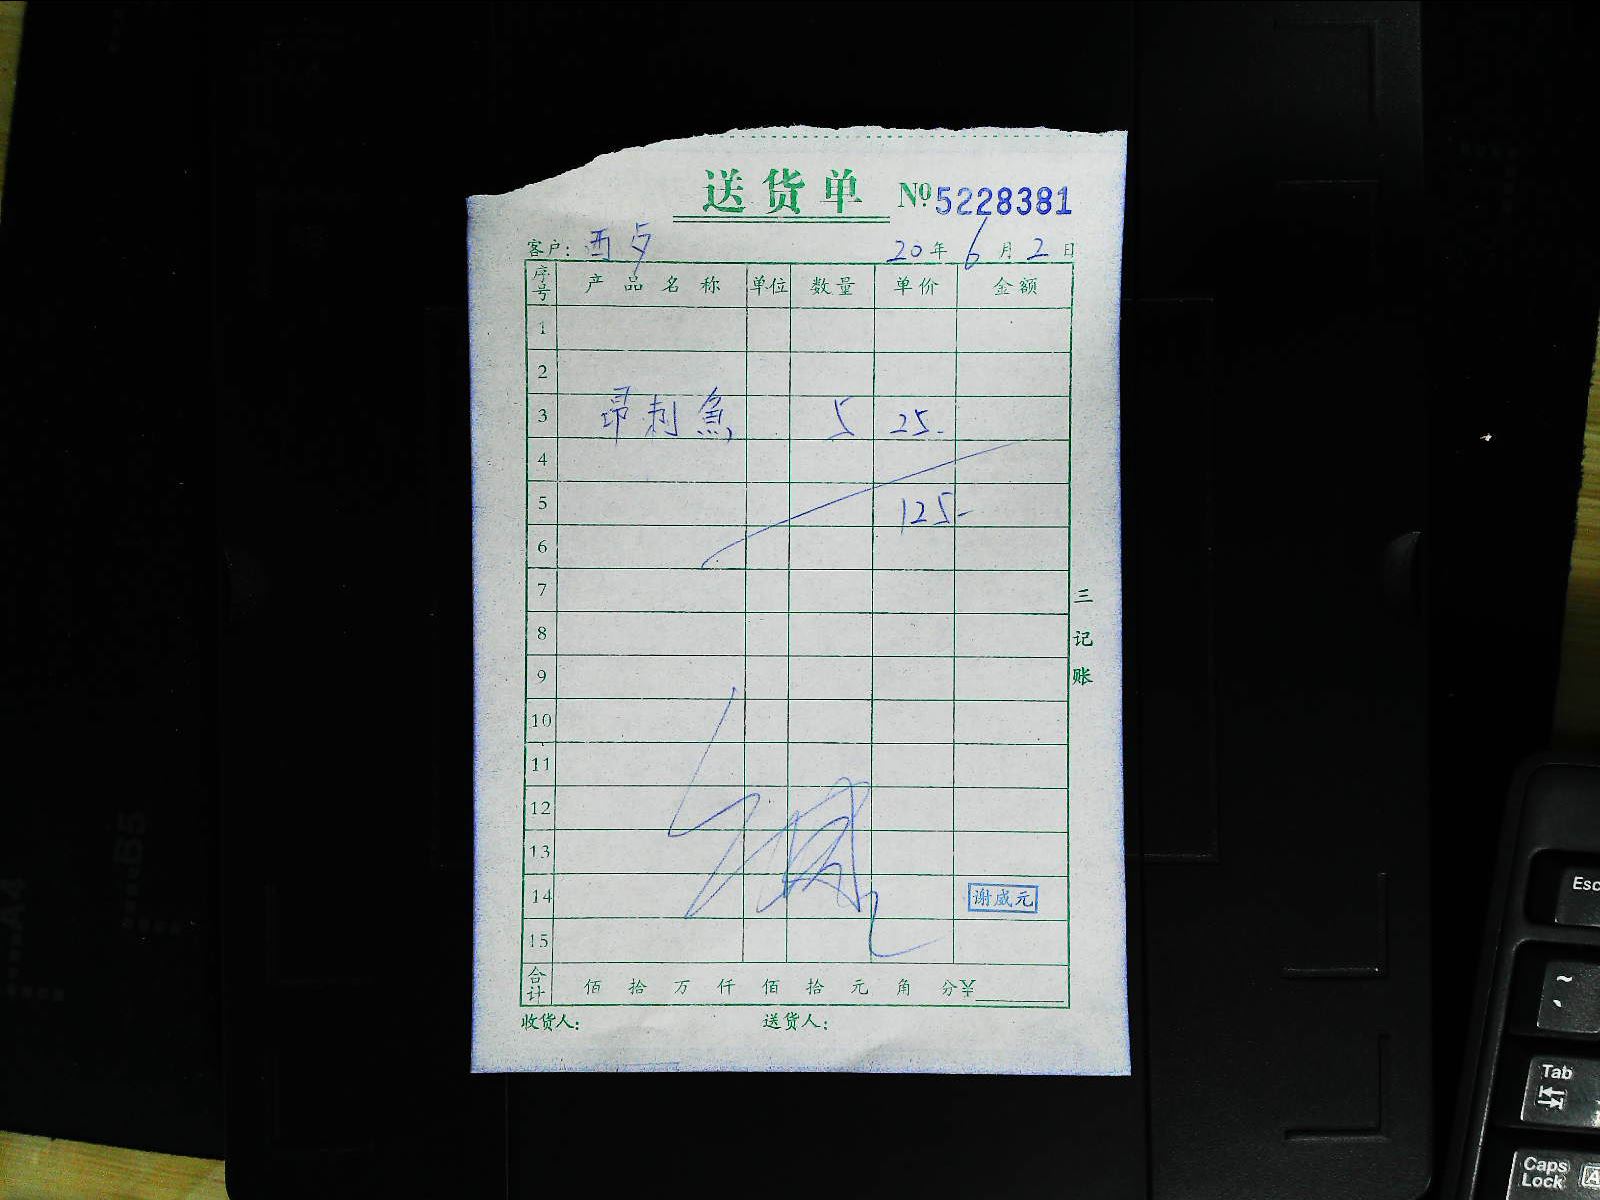 送货单 №5228381
客户: 西 20年6月2日
序号 产品名称 单位 数量 单价 金额
1
2
3 昂刺鱼 5 25-
4
5 125-
6
7
8
9
10
11
12
13
14 谢威元
15
合计 佰 拾 万 仟 佰 拾 元 角 分 ¥
收货人: 送货人:
三记账
A4
B5
Esc
~
Tab
Caps Lock
A